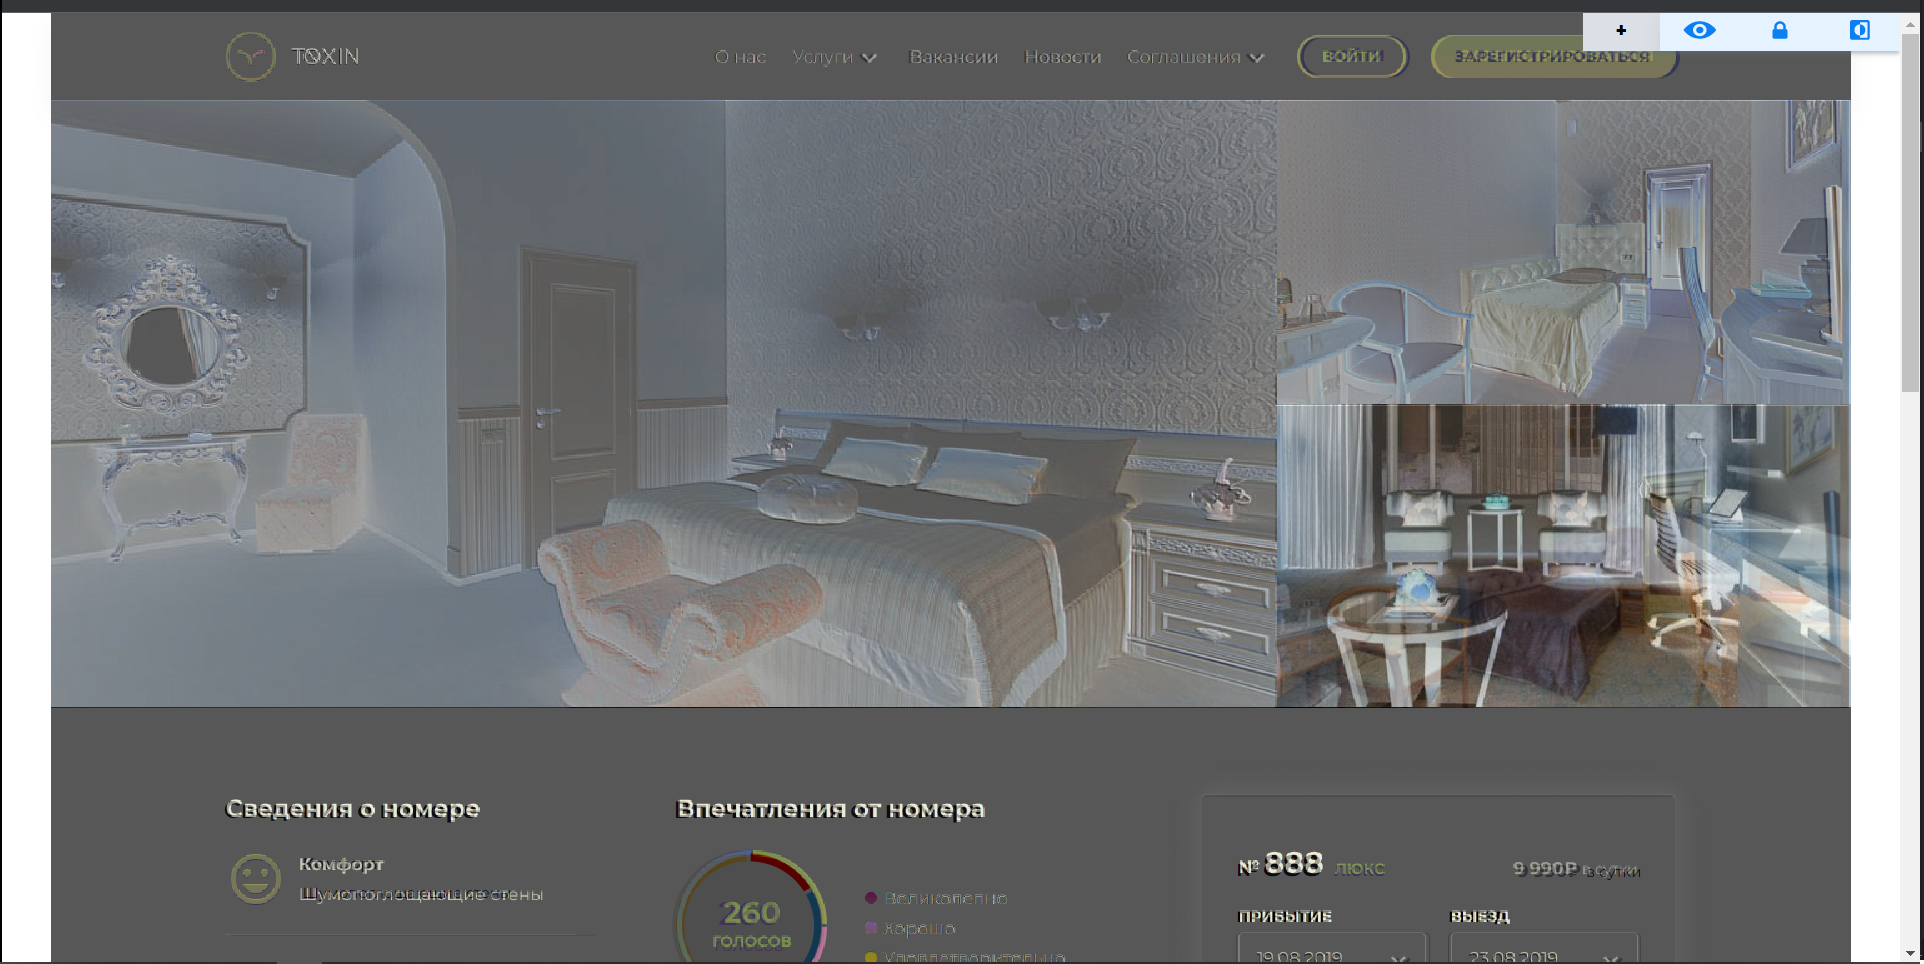 TOXIN
О нас Услуги Вакансии Новости Соглашения ВОЙТИ ЗАРЕГИСТРИРОВАТЬСЯ
+
Сведения о номере
Комфорт
Шумопоглощающие стены
Впечатления от номера
260
ГОЛОСОВ
Великолепно
Хорошо
Удовлетворительно
№ 888 ЛЮКС
9 990₽ в сутки
ПРИБЫТИЕ ВЫЕЗД
19.08.2019 23.08.2019